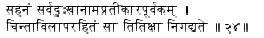 सहनं सर्वदुःखानामप्रतीकारपूर्वकम् ।
चिन्ताविलापरहितं सा तितिक्षा निगद्यते ॥ २४॥